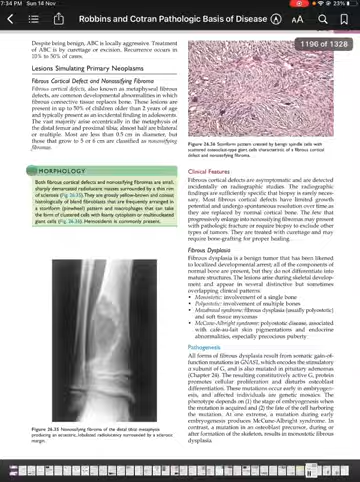 7:34 PM Sun 14 Nov
23%
Robbins and Cotran Pathologic Basis of Disease
AA
1196 of 1328
Despite being benign, ABC is locally aggressive. Treatment
of ABC is by curettage or excision. Recurrence occurs in
10% to 50% of cases.
Lesions Simulating Primary Neoplasms
Fibrous Cortical Defect and Nonossifying Fibroma
Fibrous cortical defects, also known as metaphyseal fibrous
defects, are common developmental abnormalities in which
fibrous connective tissue replaces bone. These lesions are
present in up to 50% of children older than 2 years of age
and typically present as an incidental finding in adolescents.
The vast majority arise eccentrically in the metaphysis of
the distal femur and proximal tibia; almost half are bilateral
or multiple. Most are less than 0.5 cm in diameter, but
those that grow to 5 or 6 cm are classified as nonossifying
fibromas.
MORPHOLOGY
Both fibrous cortical defects and nonossifying fibromas are small,
sharply demarcated radiolucent masses surrounded by a thin rim
of sclerosis (Fig. 26.35). They are grossly yellow-brown and consist
histologically of bland fibroblasts that are frequently arranged in
a storiform (pinwheel) pattern and macrophages that can take
the form of clustered cells with foamy cytoplasm or multinucleated
giant cells (Fig. 26.36). Hemosiderin is commonly present.
Figure 26.35 Nonossifying fibroma of the distal tibial metaphysis
producing an eccentric, lobulated radiolucency surrounded by a sclerotic
margin.
Figure 26.36 Storiform pattern created by benign spindle cells with
scattered osteoclast-type giant cells characteristic of a fibrous cortical
defect and nonossifying fibroma.
Clinical Features
Fibrous cortical defects are asymptomatic and are detected
incidentally on radiographic studies. The radiographic
findings are sufficiently specific that biopsy is rarely neces-
sary. Most fibrous cortical defects have limited growth
potential and undergo spontaneous resolution over time as
they are replaced by normal cortical bone. The few that
progressively enlarge into nonossifying fibromas may present
with pathologic fracture or require biopsy to exclude other
types of tumors. They are treated with curettage and may
require bone-grafting for proper healing.
Fibrous Dysplasia
Fibrous dysplasia is a benign tumor that has been likened
to localized developmental arrest; all of the components of
normal bone are present, but they do not differentiate into
mature structures. The lesions arise during skeletal develop-
ment and appear in several distinctive but sometimes
overlapping clinical patterns:
• Monostotic: involvement of a single bone
• Polyostotic: involvement of multiple bones
• Mazabraud syndrome: fibrous dysplasia (usually polyostotic)
and soft tissue myxomas
• McCune-Albright syndrome: polyostotic disease, associated
with café-au-lait skin pigmentations and endocrine
abnormalities, especially precocious puberty
Pathogenesis
All forms of fibrous dysplasia result from somatic gain-of-
function mutations in GNAS1, which encodes the stimulatory
α subunit of Gs and is also mutated in pituitary adenomas
(Chapter 24). The resulting constitutively active Gs protein
promotes cellular proliferation and disturbs osteoblast
differentiation. These mutations occur early in embryogen-
esis, and affected individuals are genetic mosaics. The
phenotype depends on (1) the stage of embryogenesis when
the mutation is acquired and (2) the fate of the cell harboring
the mutation. At one extreme, a mutation during early
embryogenesis produces McCune-Albright syndrome. In
contrast, a mutation in an osteoblast precursor, during or
after formation of the skeleton, results in monostotic fibrous
dysplasia.